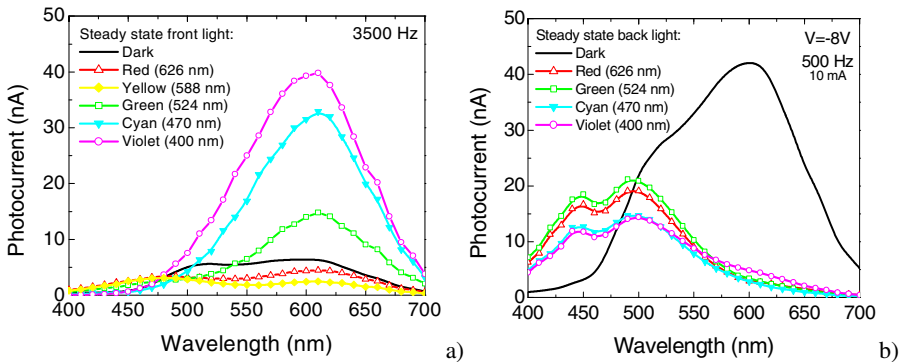 Steady state front light:
3500 Hz
Dark
Red (626 nm)
Yellow (588 nm)
Green (524 nm)
Cyan (470 nm)
Violet (400 nm)
Photocurrent (nA)
50
40
30
20
10
0
400 450 500 550 600 650 700
Wavelength (nm)
a)
Steady state back light:
V=-8V
500 Hz
10 mA
Dark
Red (626 nm)
Green (524 nm)
Cyan (470 nm)
Violet (400 nm)
Photocurrent (nA)
50
40
30
20
10
0
400 450 500 550 600 650 700
Wavelength (nm)
b)